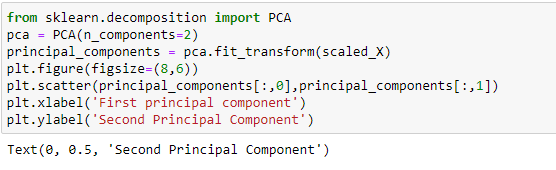 from sklearn.decomposition import PCA
pca = PCA(n_components=2)
principal_components = pca.fit_transform(scaled_X)
plt.figure(figsize=(8,6))
plt.scatter(principal_components[:,0],principal_components[:,1])
plt.xlabel('First principal component')
plt.ylabel('Second Principal Component')
Text(0, 0.5, 'Second Principal Component')